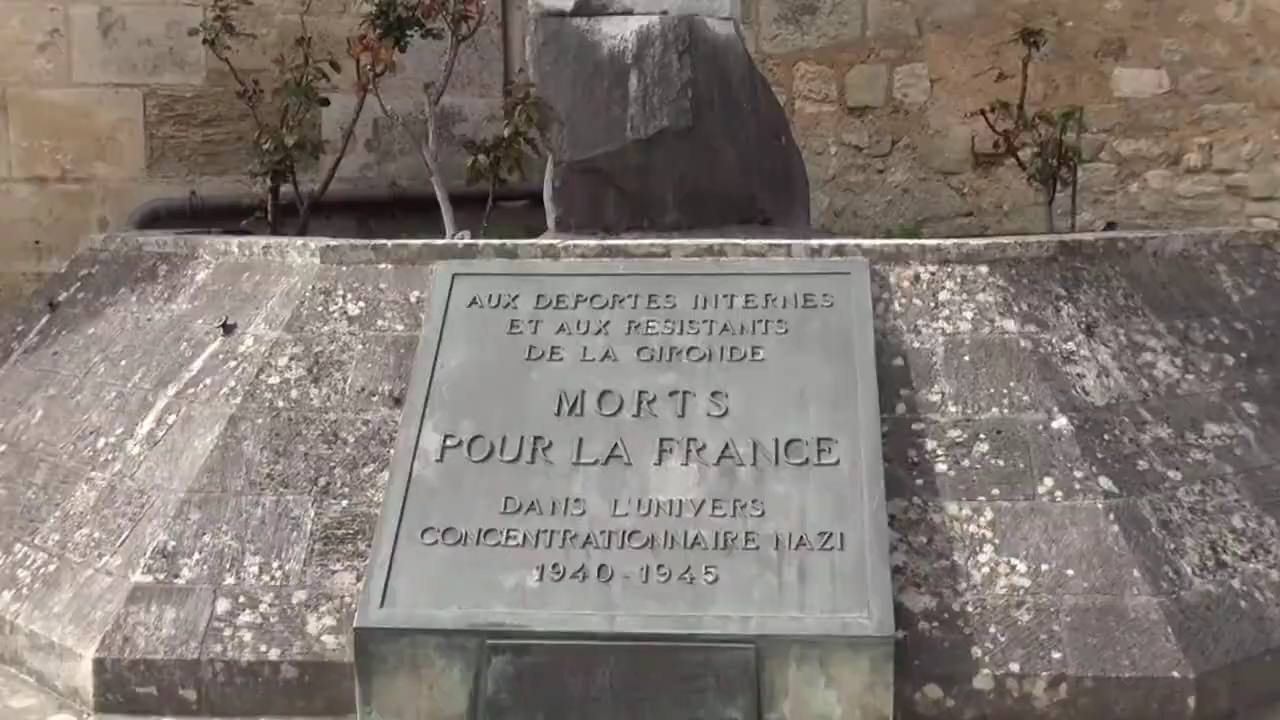 AUX DEPORTES INTERNES
ET AUX RESISTANTS
DE LA GIRONDE
MORTS
POUR LA FRANCE
DANS L'UNIVERS
CONCENTRATIONNAIRE NAZI
1940-1945